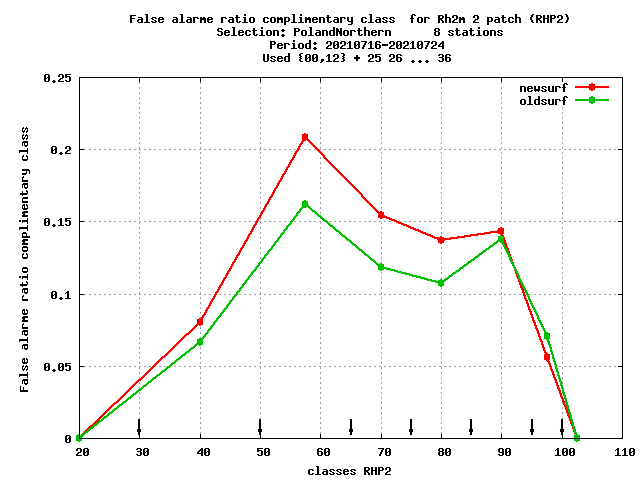 False alarme ratio complimentary class  for Rh2m 2 patch (RHP2)
Selection: PolandNorthern      8 stations
Period: 20210716-20210724
Used {00,12} + 25 26 ... 36
newsurf
oldsurf
0.25
0.2
0.15
0.1
0.05
0
False alarme ratio complimentary class
20 30 40 50 60 70 80 90 100 110
classes RHP2